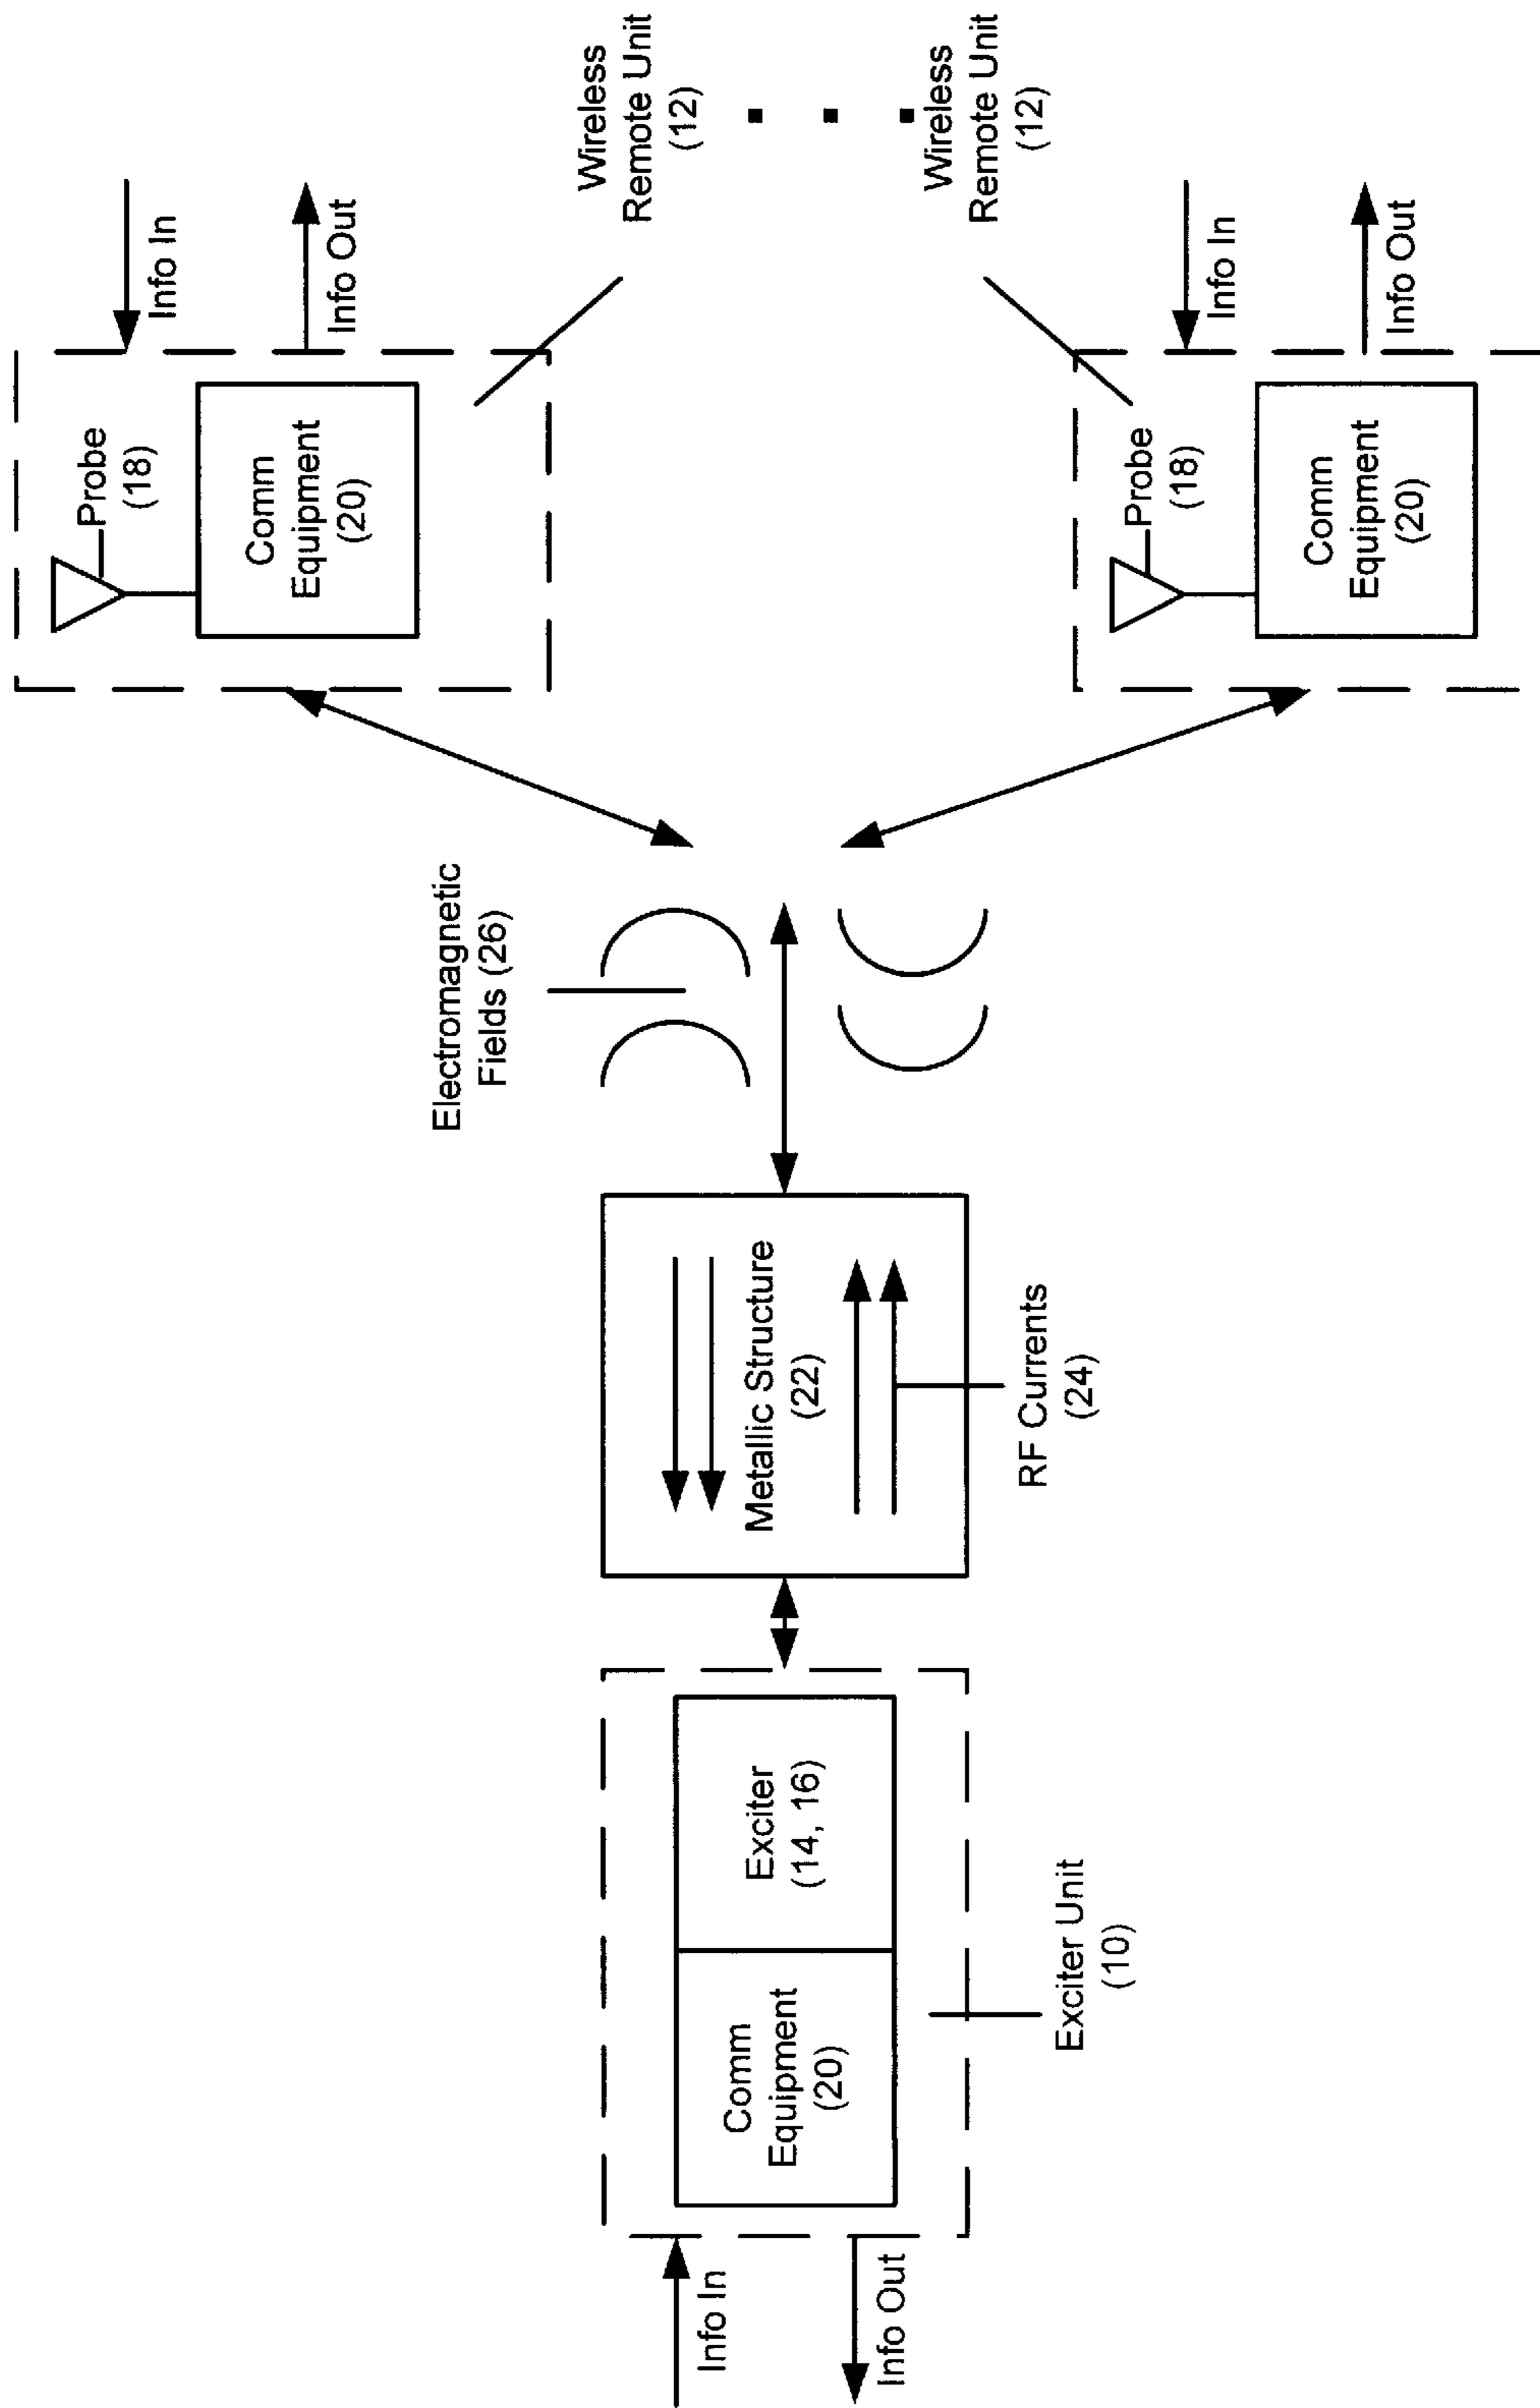 Info In
Info Out
Comm
Equipment
(20)
Exciter
(14, 16)
Exciter Unit
(10)
Metallic Structure
(22)
RF Currents
(24)
Electromagnetic
Fields (26)
Probe
(18)
Comm
Equipment
(20)
Info In
Info Out
Wireless
Remote Unit
(12)
Wireless
Remote Unit
(12)
Probe
(18)
Comm
Equipment
(20)
Info In
Info Out